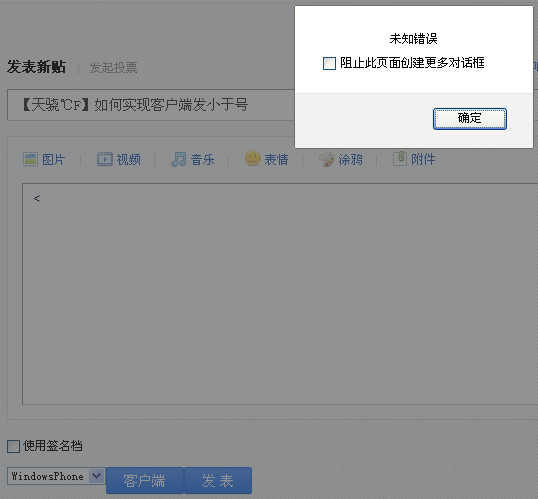 未知错误
阻止此页面创建更多对话框
确定
发表新贴 发起投票
【天骁℃F】如何实现客户端发小于号
图片 视频 音乐 表情 涂鸦 附件
<
使用签名档
WindowsPhone 客户端 发表